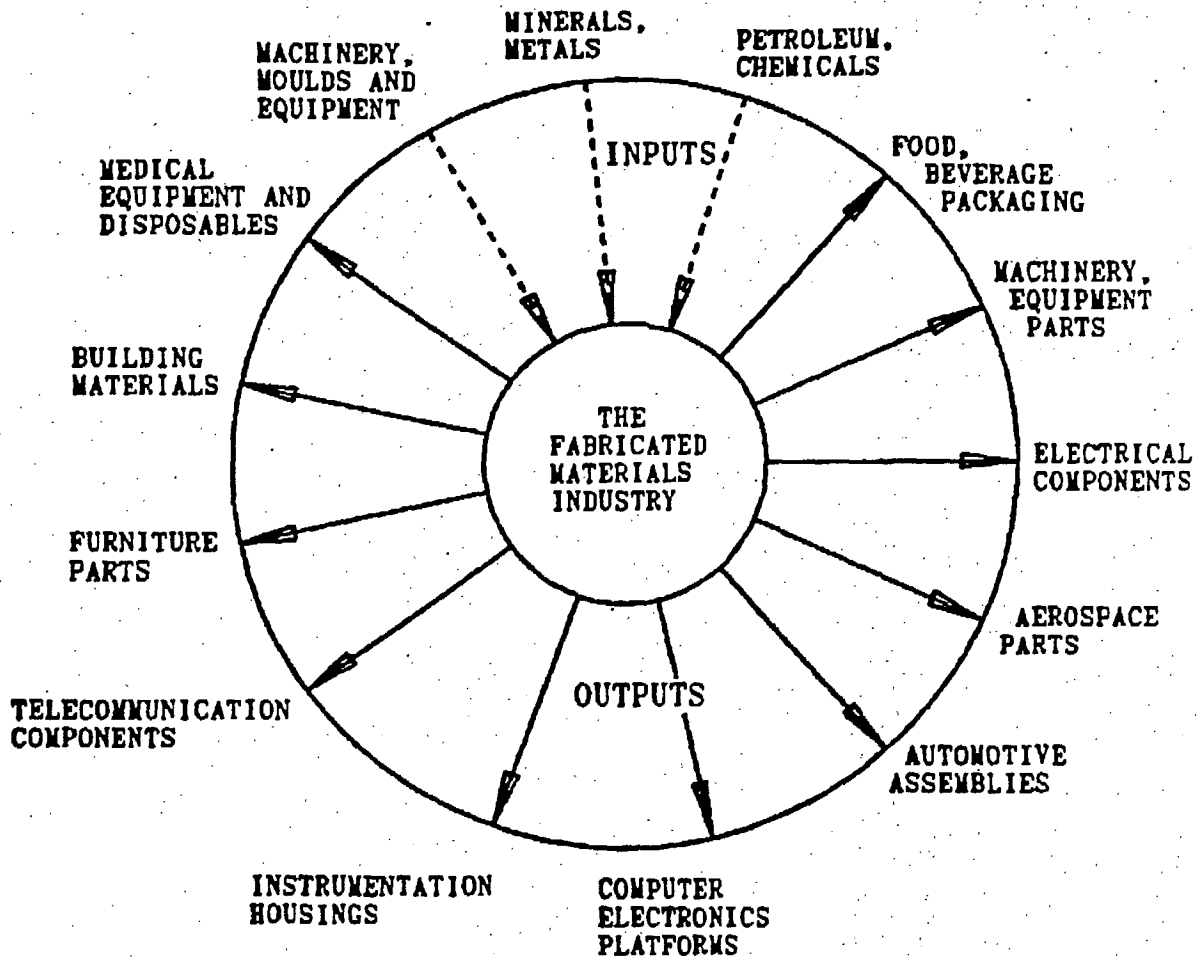 MINERALS,
METALS
PETROLEUM,
CHEMICALS
MACHINERY,
MOULDS AND
EQUIPMENT
INPUTS
FOOD,
BEVERAGE
PACKAGING
MEDICAL
EQUIPMENT AND
DISPOSABLES
MACHINERY,
EQUIPMENT
PARTS
BUILDING
MATERIALS
THE
FABRICATED
MATERIALS
INDUSTRY
ELECTRICAL
COMPONENTS
FURNITURE
PARTS
AEROSPACE
PARTS
TELECOMMUNICATION
COMPONENTS
OUTPUTS
AUTOMOTIVE
ASSEMBLIES
INSTRUMENTATION
HOUSINGS
COMPUTER
ELECTRONICS
PLATFORMS